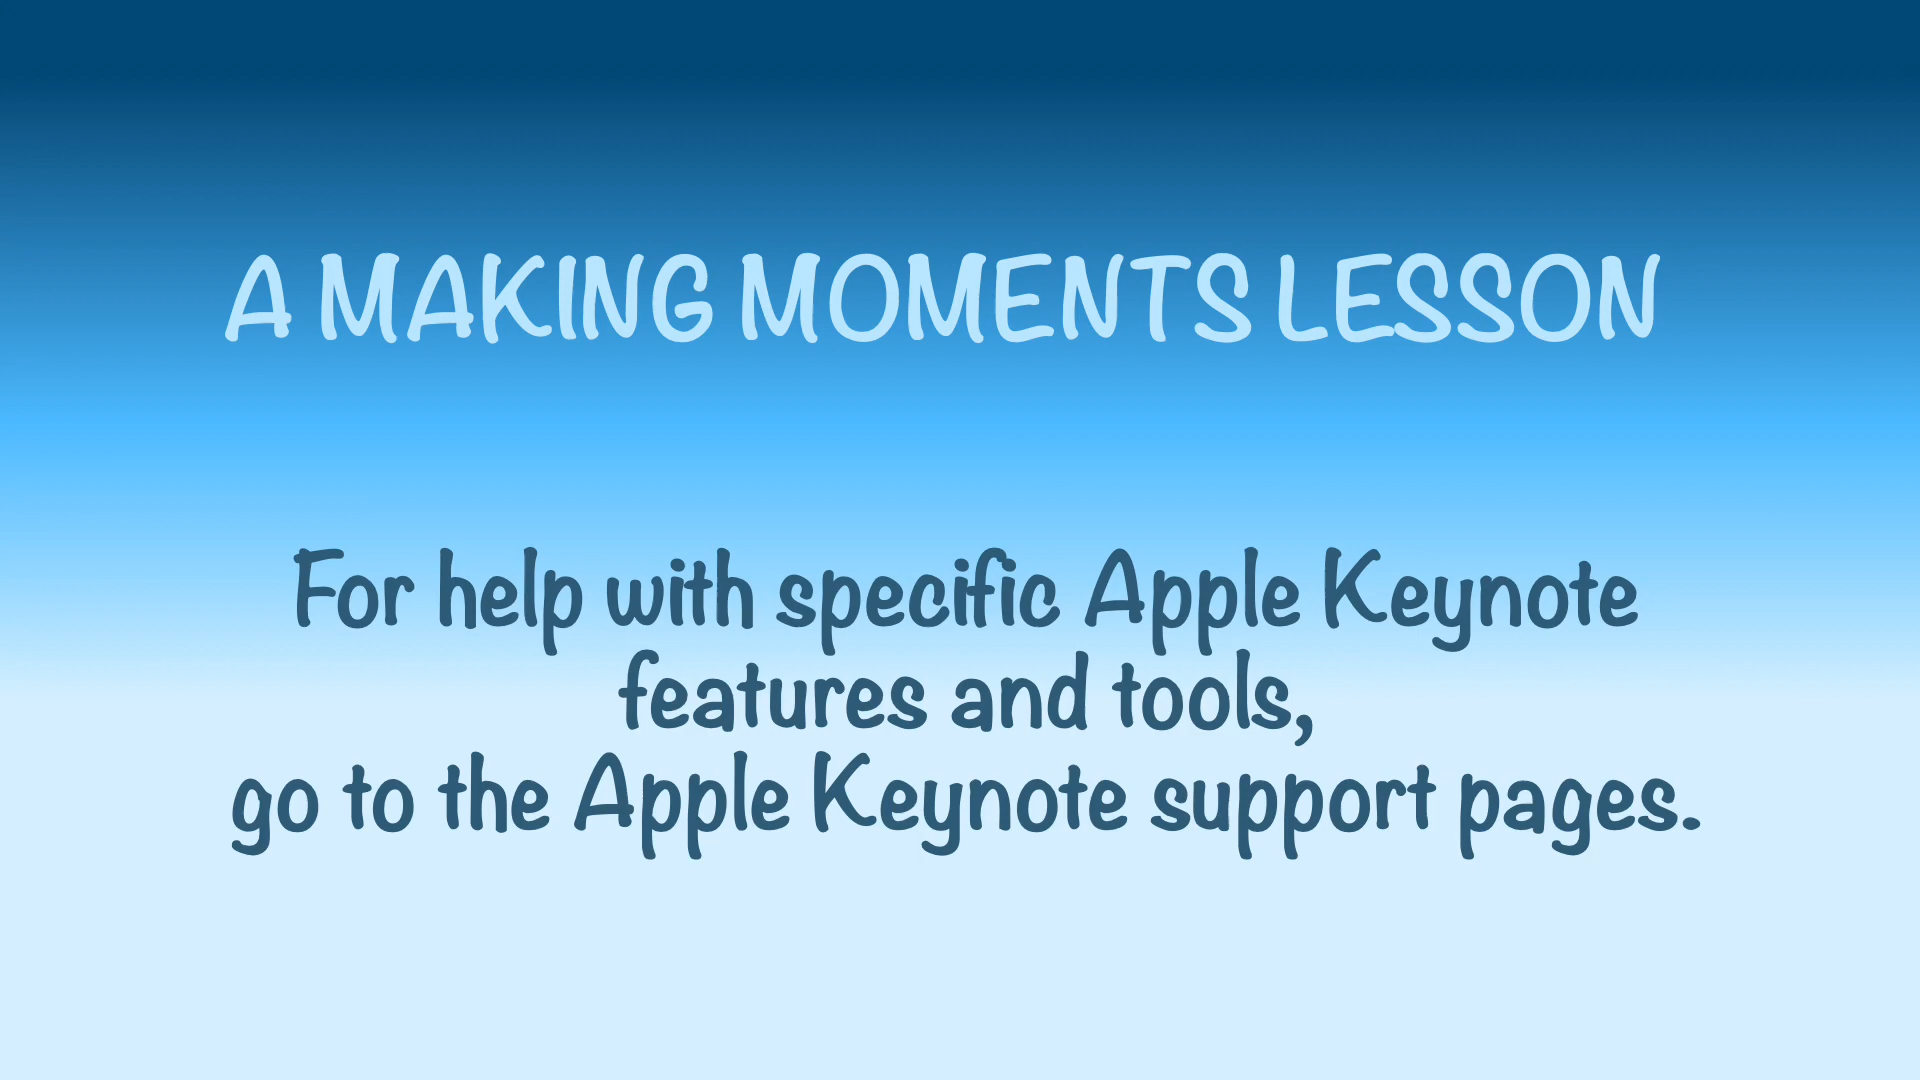 A MAKING MOMENTS LESSON
For help with specific Apple Keynote
features and tools,
go to the Apple Keynote support pages.